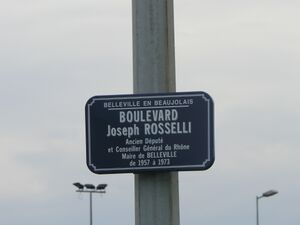 BELLEVILLE EN BEAUJOLAIS
BOULEVARD
Joseph ROSSELLI
Ancien Député
et Conseiller Général du Rhône
Maire de BELLEVILLE
de 1957 à 1973